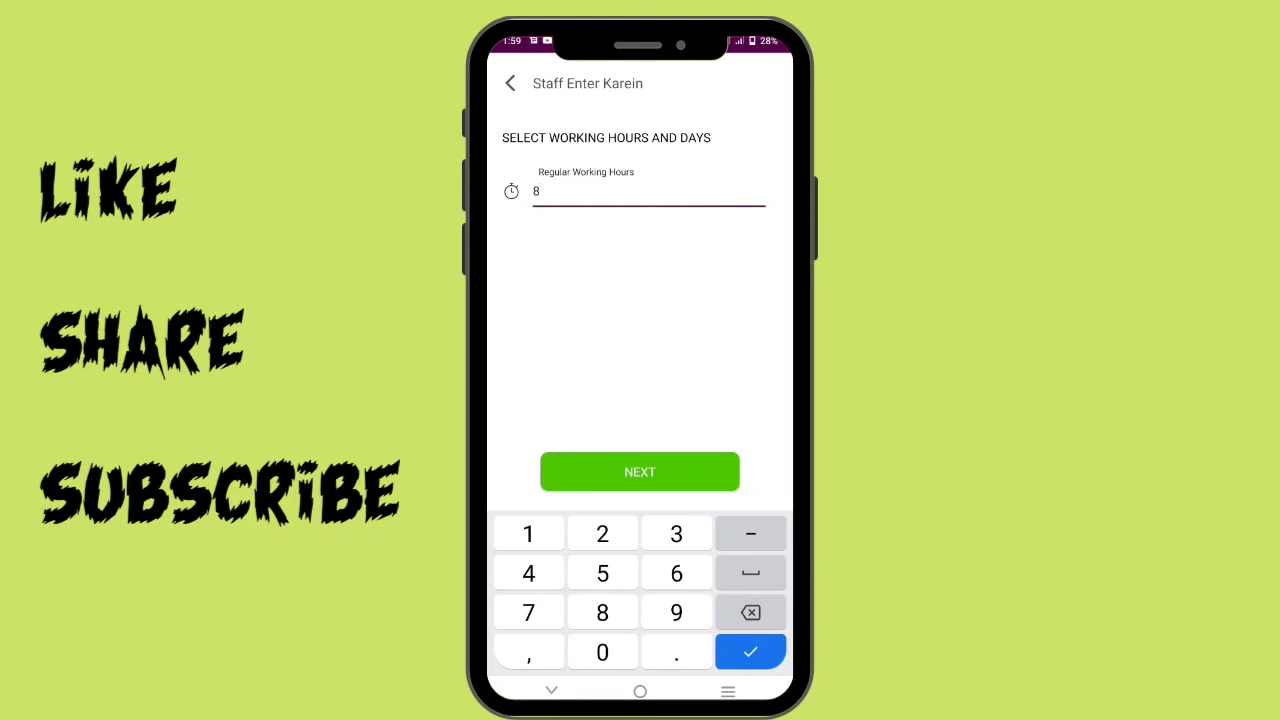 LIKE
SHARE
SUBSCRIBE
1:59 28%
Staff Enter Karein
SELECT WORKING HOURS AND DAYS
Regular Working Hours
8
NEXT
1 2 3 –
4 5 6
7 8 9
, 0 .